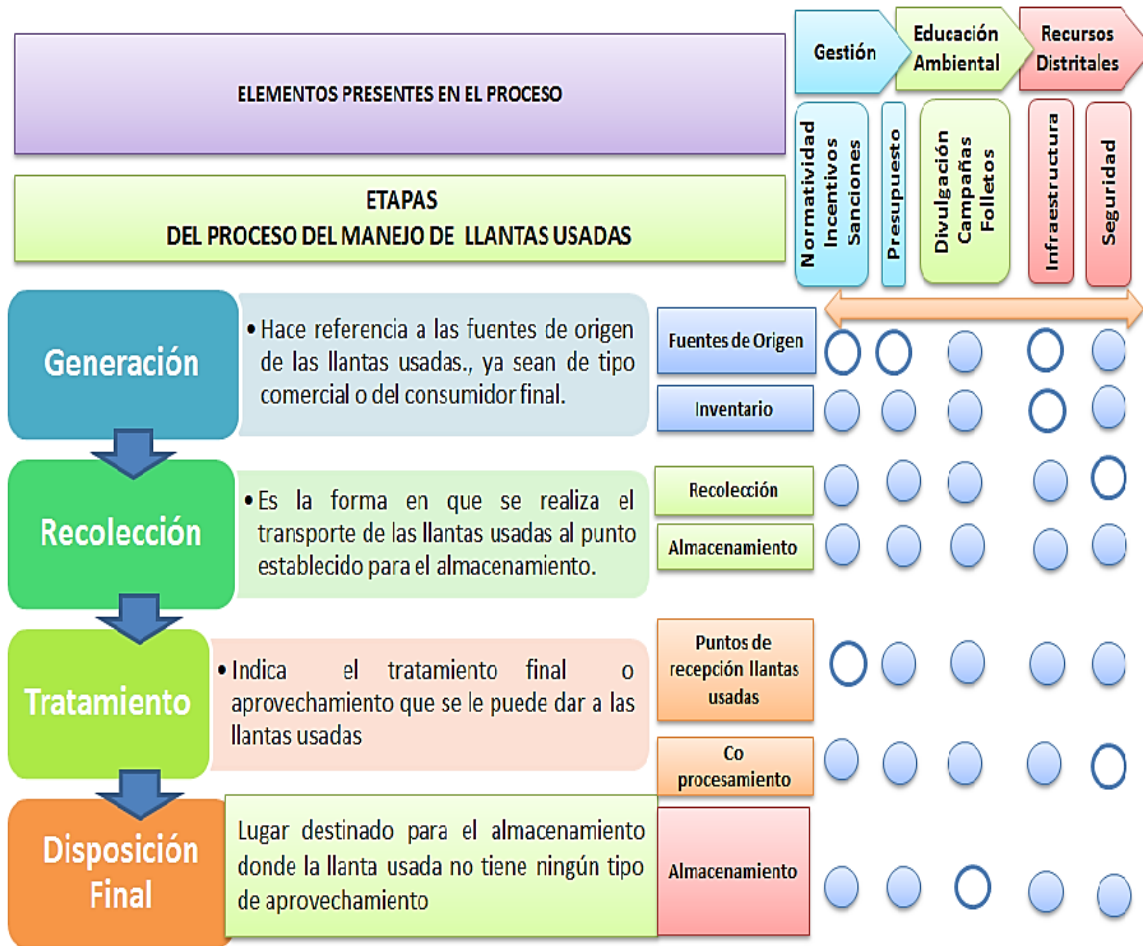 ELEMENTOS PRESENTES EN EL PROCESO
Gestión
Educación
Ambiental
Recursos
Distritales
Normatividad
Incentivos
Sanciones
Presupuesto
Divulgación
Campañas
Folletos
Infraestructura
Seguridad
ETAPAS
DEL PROCESO DEL MANEJO DE LLANTAS USADAS
Generación
• Hace referencia a las fuentes de origen
de las llantas usadas., ya sean de tipo
comercial o del consumidor final.
Fuentes de Origen
Inventario
Recolección
• Es la forma en que se realiza el
transporte de las llantas usadas al punto
establecido para el almacenamiento.
Recolección
Almacenamiento
Tratamiento
• Indica el tratamiento final o
aprovechamiento que se le puede dar a las
llantas usadas
Puntos de
recepción llantas
usadas
Co
procesamiento
Disposición
Final
Lugar destinado para el almacenamiento
donde la llanta usada no tiene ningún tipo
de aprovechamiento
Almacenamiento